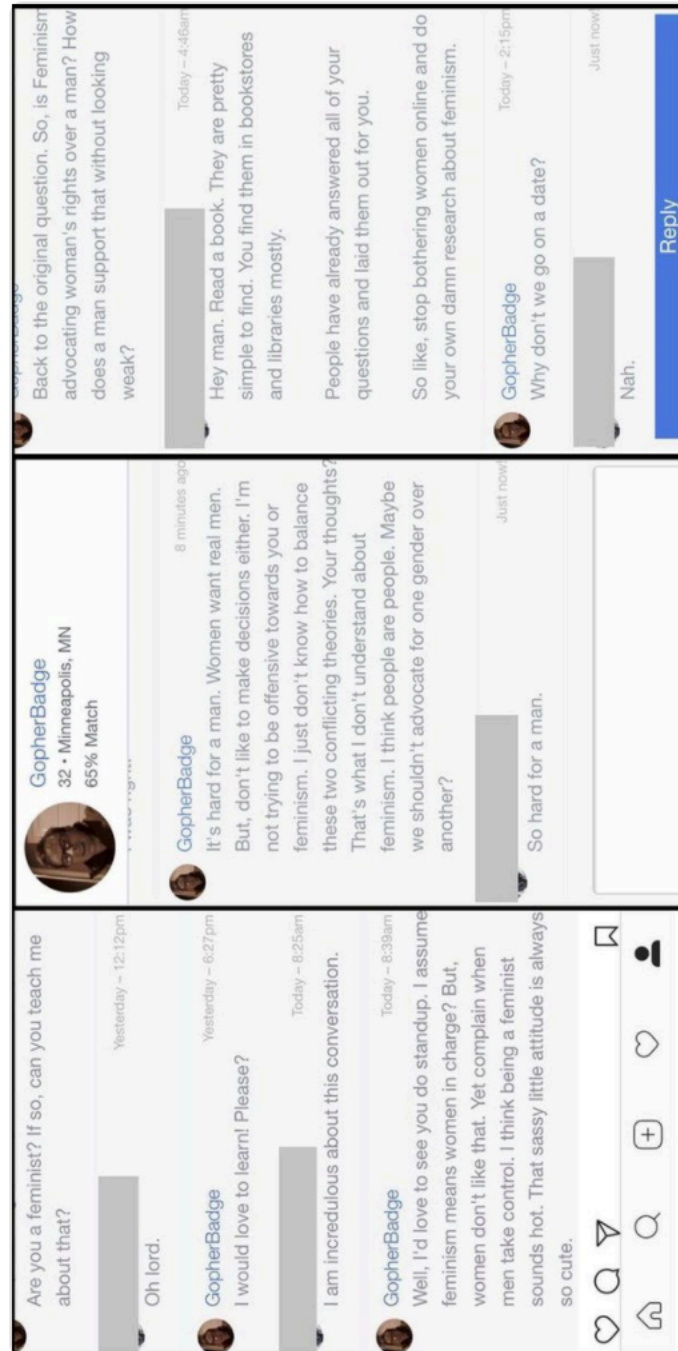 Are you a feminist? If so, can you teach me
about that?
Yesterday – 12:12pm
Oh lord.
GopherBadge
Yesterday – 6:27pm
I would love to learn! Please?
Today – 8:25am
I am incredulous about this conversation.
GopherBadge
Today – 8:39am
Well, I'd love to see you do standup. I assume
feminism means women in charge? But,
women don't like that. Yet complain when
men take control. I think being a feminist
sounds hot. That sassy little attitude is always
so cute.
GopherBadge
32 • Minneapolis, MN
65% Match
GopherBadge
8 minutes ago
It's hard for a man. Women want real men.
But, don't like to make decisions either. I'm
not trying to be offensive towards you or
feminism. I just don't know how to balance
these two conflicting theories. Your thoughts?
That's what I don't understand about
feminism. I think people are people. Maybe
we shouldn't advocate for one gender over
another?
Just now!
So hard for a man.
GopherBadge
Back to the original question. So, is Feminism
advocating woman's rights over a man? How
does a man support that without looking
weak?
Today – 4:46am
Hey man. Read a book. They are pretty
simple to find. You find them in bookstores
and libraries mostly.
People have already answered all of your
questions and laid them out for you.
So like, stop bothering women online and do
your own damn research about feminism.
GopherBadge
Today – 2:15pm
Why don't we go on a date?
Just now!
Nah.
Reply